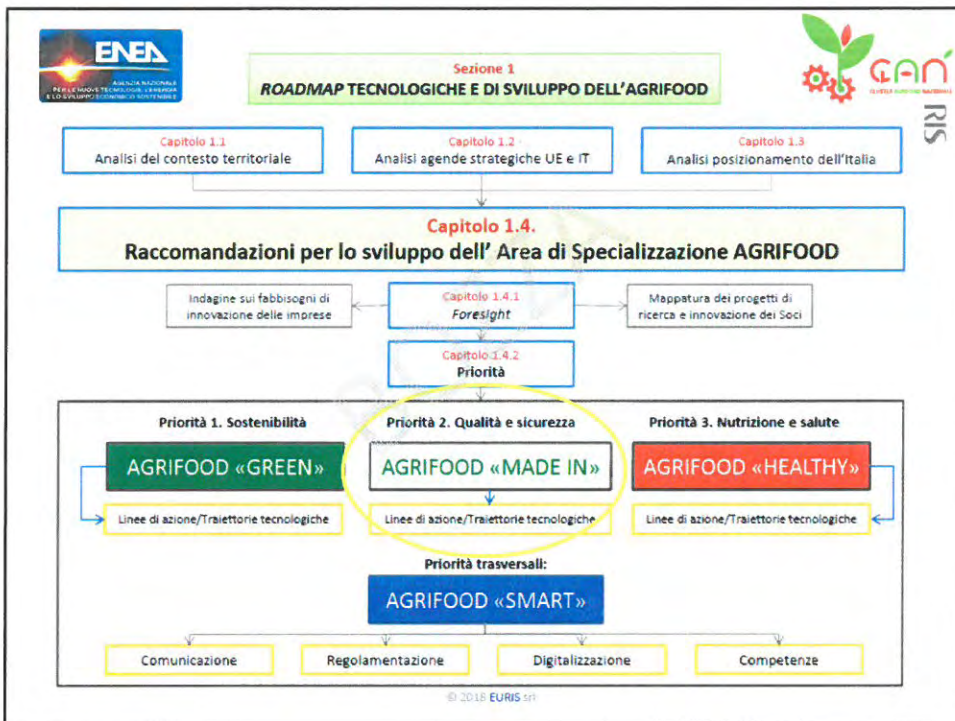 ENEA
AGENZIA NAZIONALE
PER LE NUOVE TECNOLOGIE, L'ENERGIA
E LO SVILUPPO ECONOMICO SOSTENIBILE
Sezione 1
ROADMAP TECNOLOGICHE E DI SVILUPPO DELL'AGRIFOOD
RIS
Capitolo 1.1
Analisi del contesto territoriale
Capitolo 1.2
Analisi agende strategiche UE e IT
Capitolo 1.3
Analisi posizionamento dell'Italia
Capitolo 1.4.
Raccomandazioni per lo sviluppo dell' Area di Specializzazione AGRIFOOD
Indagine sui fabbisogni di
innovazione delle imprese
Capitolo 1.4.1
Foresight
Mappatura dei progetti di
ricerca e innovazione dei Soci
Capitolo 1.4.2
Priorità
Priorità 1. Sostenibilità
Priorità 2. Qualità e sicurezza
Priorità 3. Nutrizione e salute
AGRIFOOD «GREEN»
AGRIFOOD «MADE IN»
AGRIFOOD «HEALTHY»
Linee di azione/Traiettorie tecnologiche
Linee di azione/Traiettorie tecnologiche
Linee di azione/Traiettorie tecnologiche
Priorità trasversali:
AGRIFOOD «SMART»
Comunicazione
Regolamentazione
Digitalizzazione
Competenze
© 2018 EURIS srl